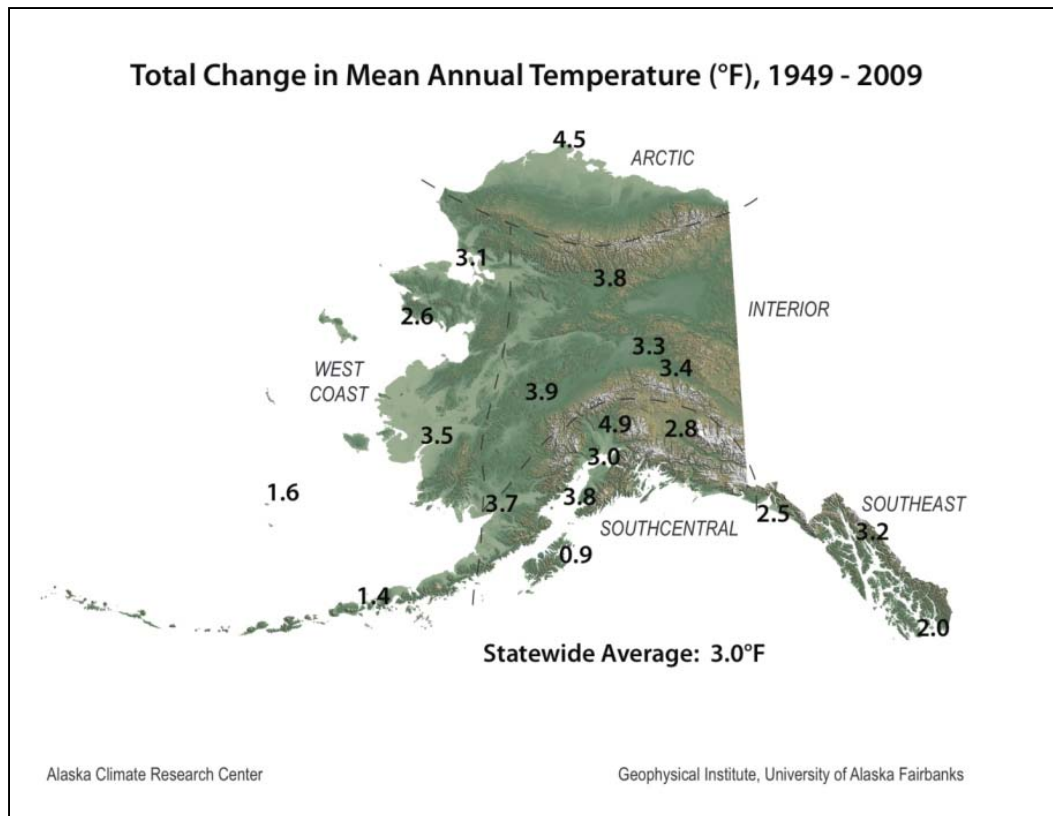 Total Change in Mean Annual Temperature (°F), 1949 - 2009
4.5
ARCTIC
3.1
3.8
2.6
INTERIOR
3.3
WEST
COAST
3.4
3.9
4.9
2.8
3.5
3.0
1.6
3.7
3.8
2.5
SOUTHEAST
SOUTHCENTRAL
3.2
0.9
1.4
2.0
Statewide Average: 3.0°F
Alaska Climate Research Center
Geophysical Institute, University of Alaska Fairbanks